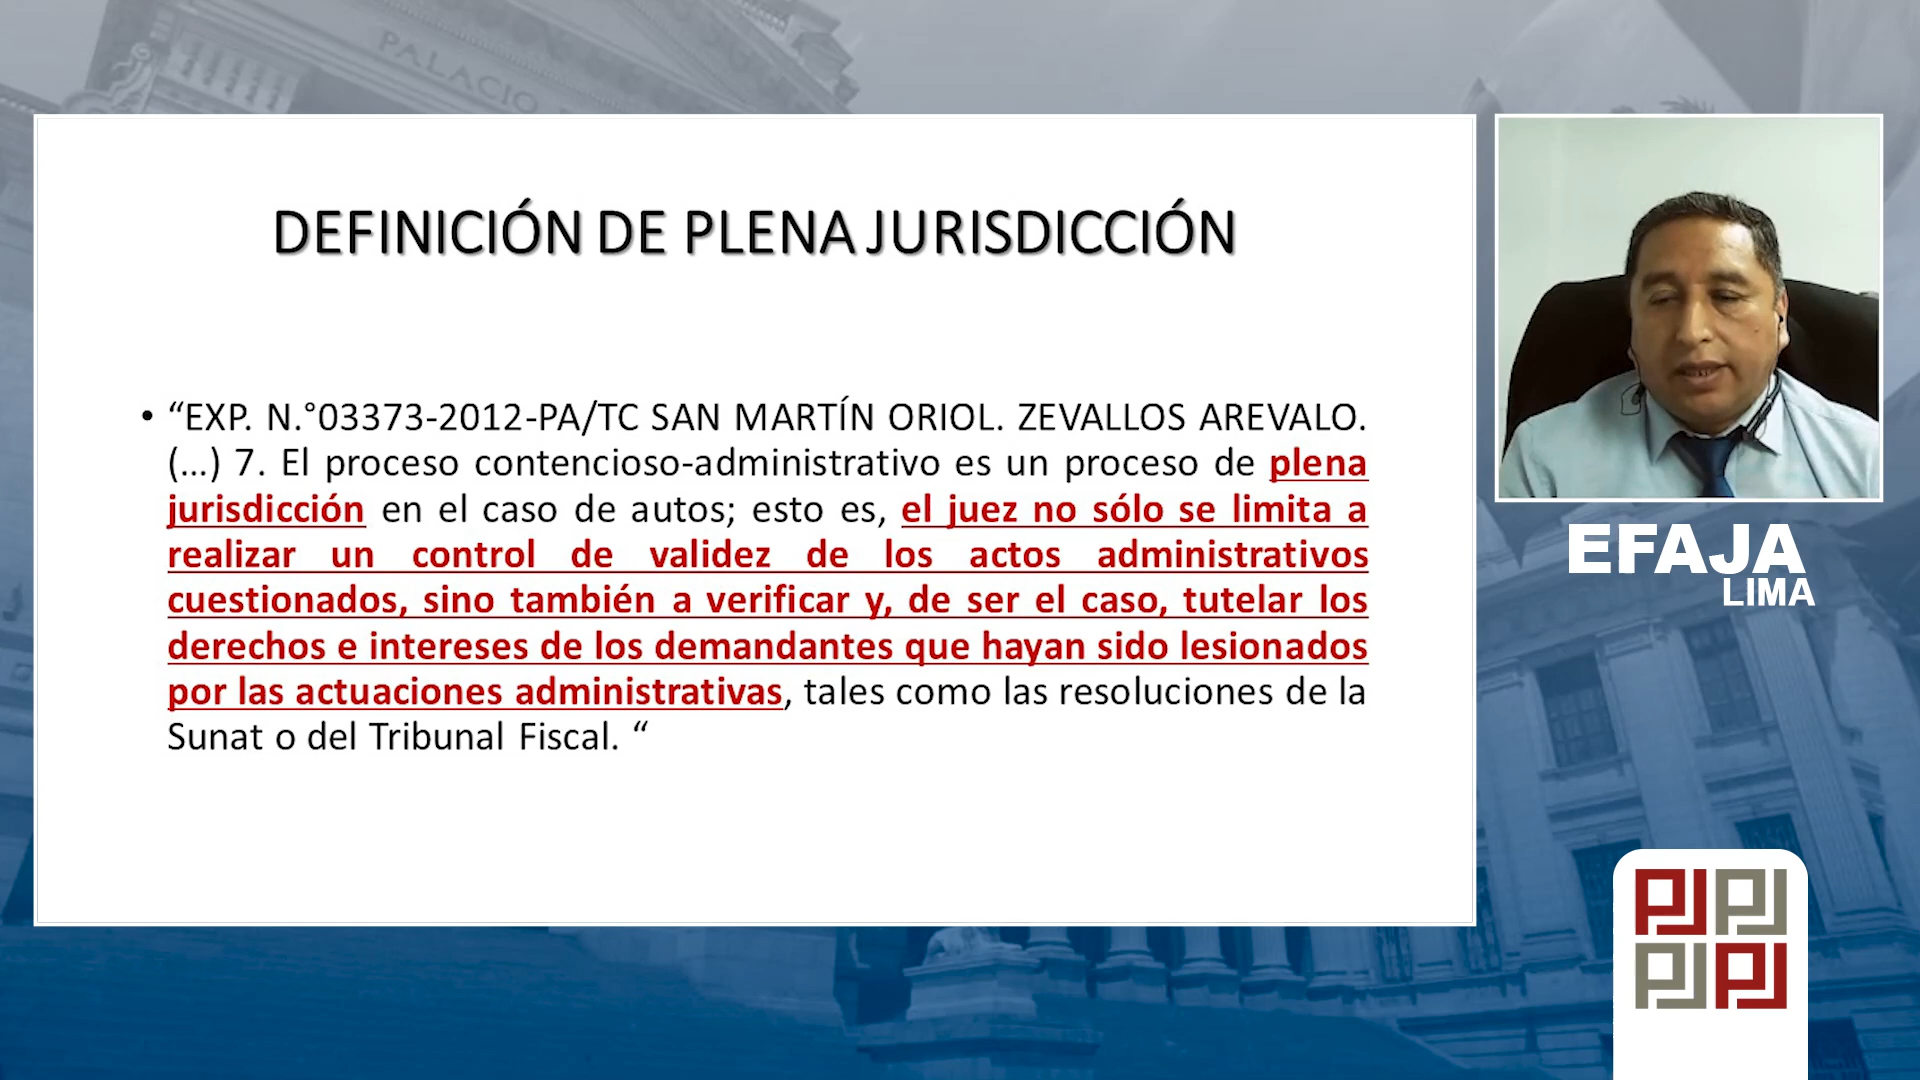 PALACIO
DEFINICIÓN DE PLENA JURISDICCIÓN
• “EXP. N.°03373-2012-PA/TC SAN MARTÍN ORIOL. ZEVALLOS AREVALO.
(...) 7. El proceso contencioso-administrativo es un proceso de plena
jurisdicción en el caso de autos; esto es, el juez no sólo se limita a
realizar un control de validez de los actos administrativos
cuestionados, sino también a verificar y, de ser el caso, tutelar los
derechos e intereses de los demandantes que hayan sido lesionados
por las actuaciones administrativas, tales como las resoluciones de la
Sunat o del Tribunal Fiscal. “
EFAJA
LIMA
PJ PJ
PJ PJ